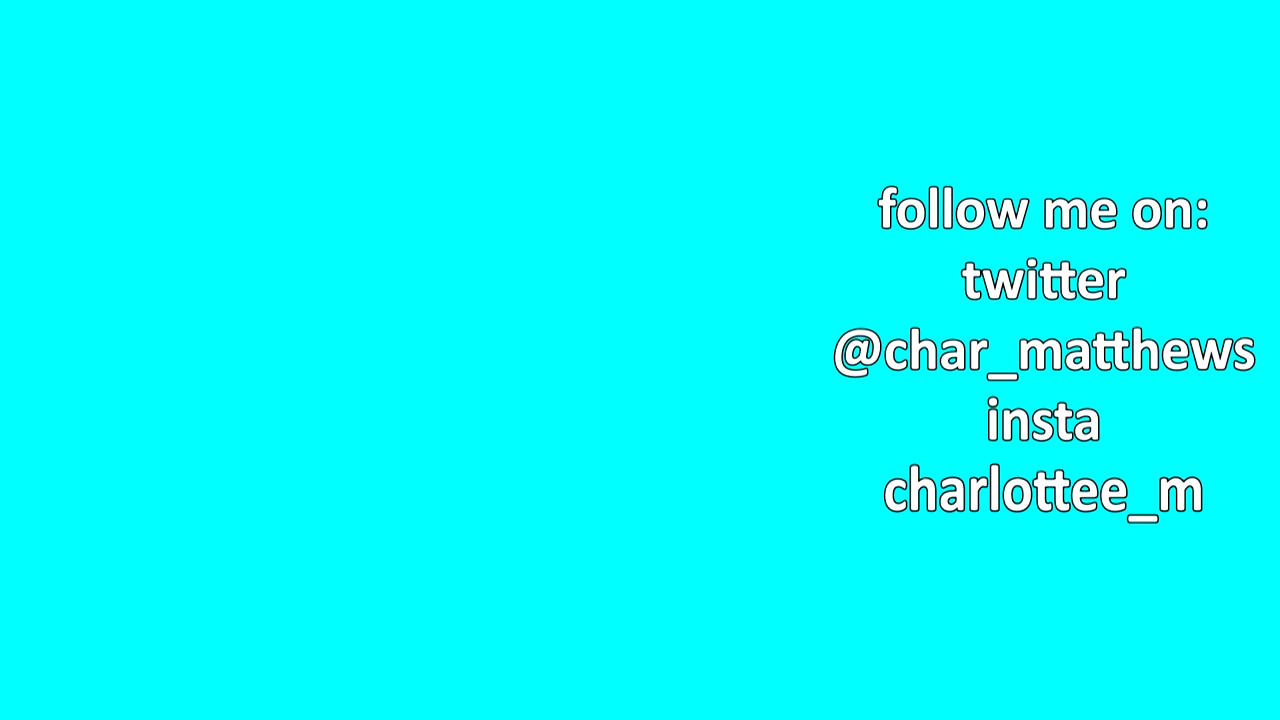 follow me on:
twitter
@char_matthews
insta
charlottee_m